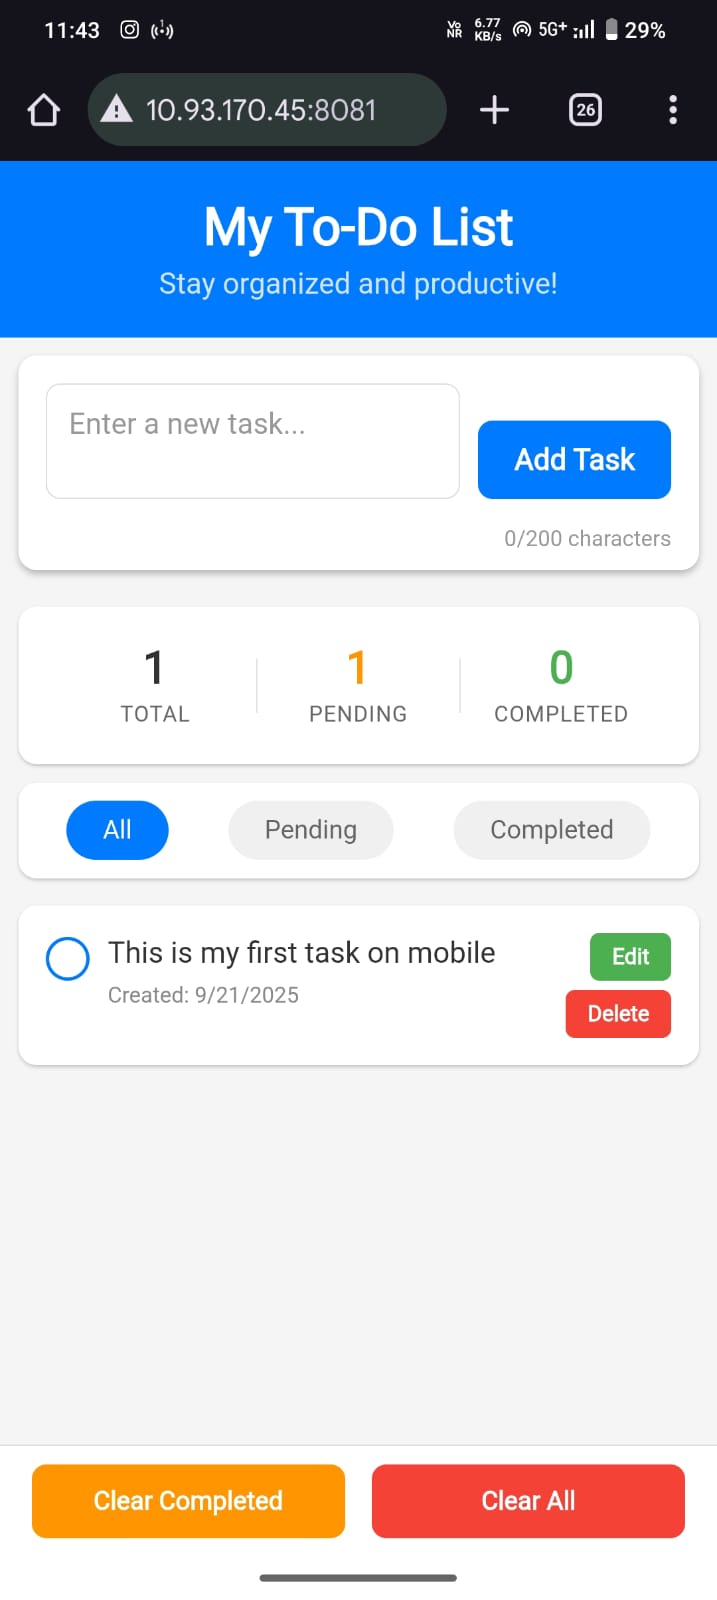 11:43
Vo NR 6.77 KB/s 5G+ 29%
10.93.170.45:8081
26
My To-Do List
Stay organized and productive!
Enter a new task...
Add Task
0/200 characters
1 1 0
TOTAL PENDING COMPLETED
All Pending Completed
This is my first task on mobile
Edit
Created: 9/21/2025
Delete
Clear Completed Clear All